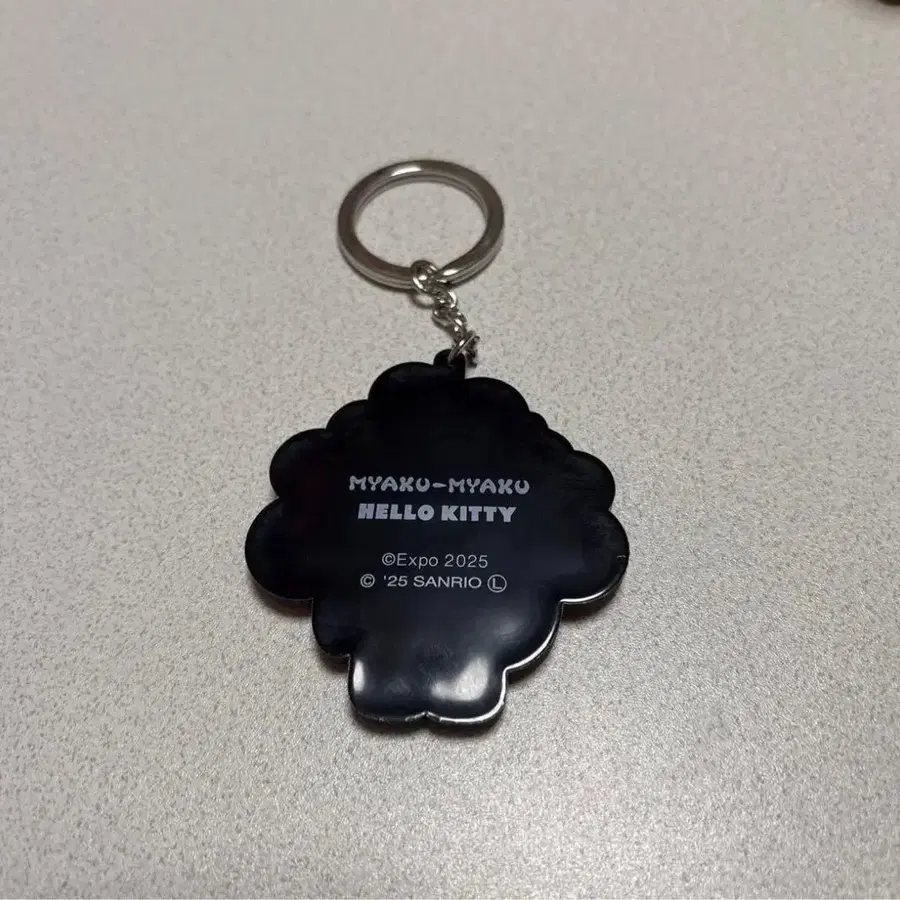 MYAKU-MYAKU
HELLO KITTY
©Expo 2025
© '25 SANRIO Ⓛ